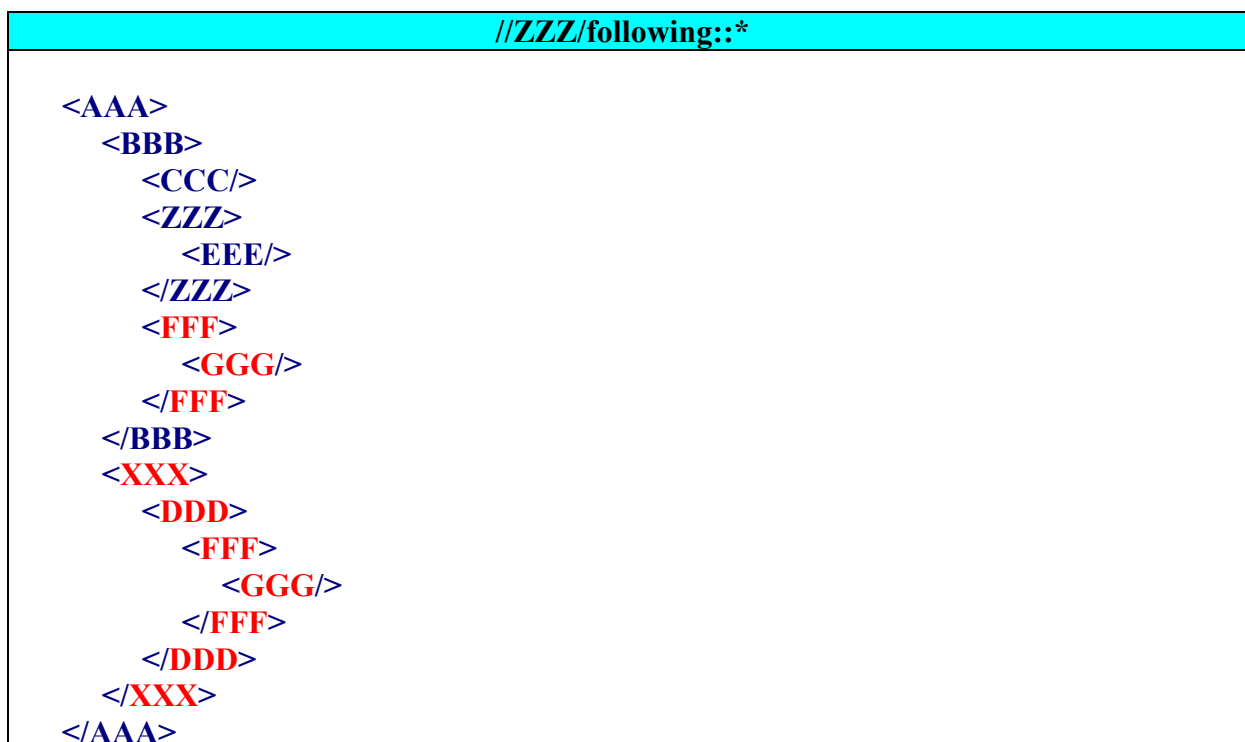 //ZZZ/following::*
<AAA>
<BBB>
<CCC/>
<ZZZ>
<EEE/>
</ZZZ>
<FFF>
<GGG/>
</FFF>
</BBB>
<XXX>
<DDD>
<FFF>
<GGG/>
</FFF>
</DDD>
</XXX>
</AAA>